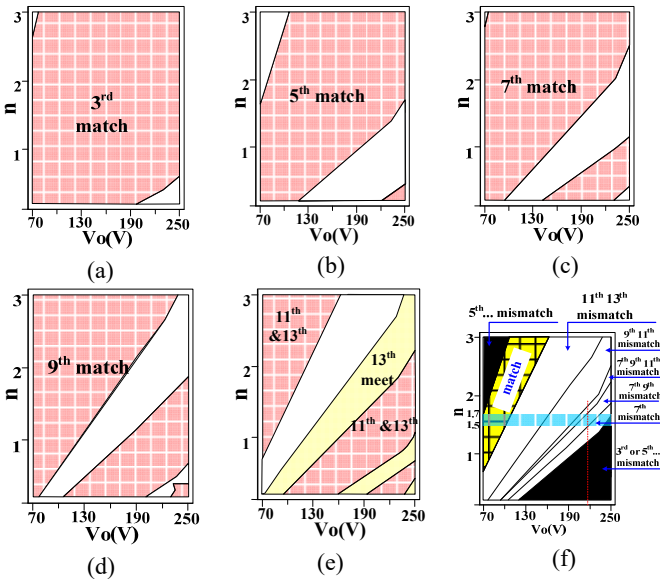 3
2
1
n
3rd
match
70 130 190 250
Vo(V)
(a)
3
2
1
n
5th match
70 130 190 250
Vo(V)
(b)
3
2
1
n
7th match
70 130 190 250
Vo(V)
(c)
3
2
1
n
9th match
70 130 190 250
Vo(V)
(d)
3
2
1
n
11th
&13th
13th
meet
11th &13th
70 130 190 250
Vo(V)
(e)
5th... mismatch
11th 13th
mismatch
9th 11th
mismatch
7th 9th 11th
mismatch
7th 9th
mismatch
7th
mismatch
3rd or 5th...
mismatch
match
3
2
1.7
1.5
1
n
70 130 190 250
Vo(V)
(f)